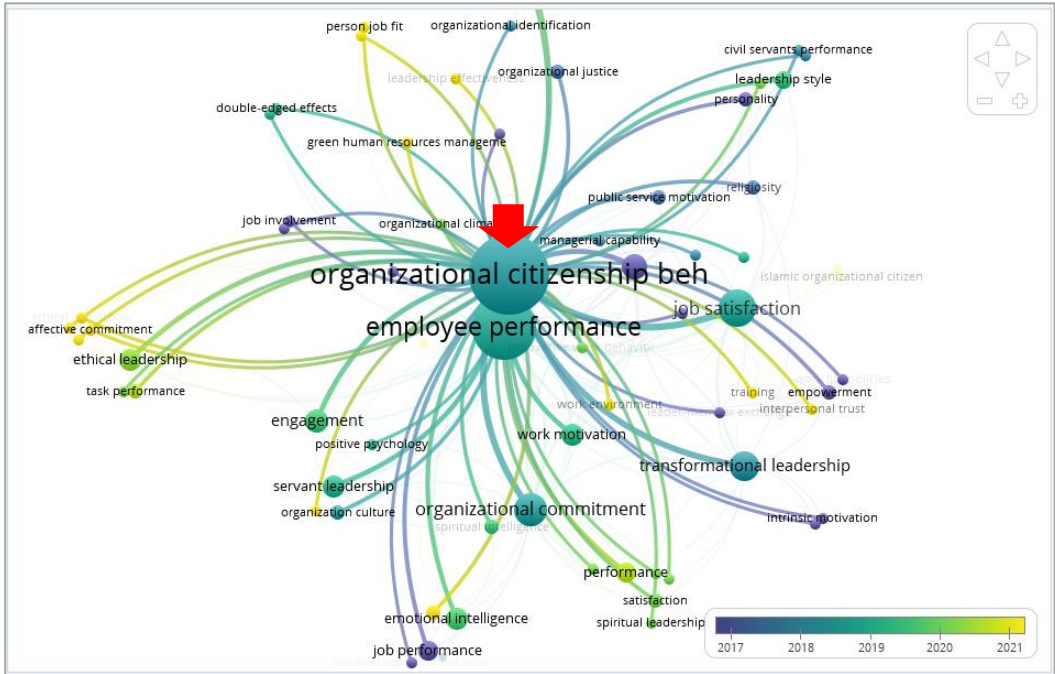 person job fit
organizational identification
civil servants performance
organizational justice
leadership effectiveness
leadership style
personality
double-edged effects
green human resources manageme
religiosity
public service motivation
job involvement
organizational clima
managerial capability
organizational citizenship beh
islamic organizational citizen
job satisfaction
employee performance
affective commitment
ethical leadership
task performance
training
empowerment
work environment
interpersonal trust
engagement
work motivation
positive psychology
transformational leadership
servant leadership
organization culture
organizational commitment
intrinsic motivation
spiritual intelligence
performance
satisfaction
emotional intelligence
spiritual leadership
job performance
2017 2018 2019 2020 2021